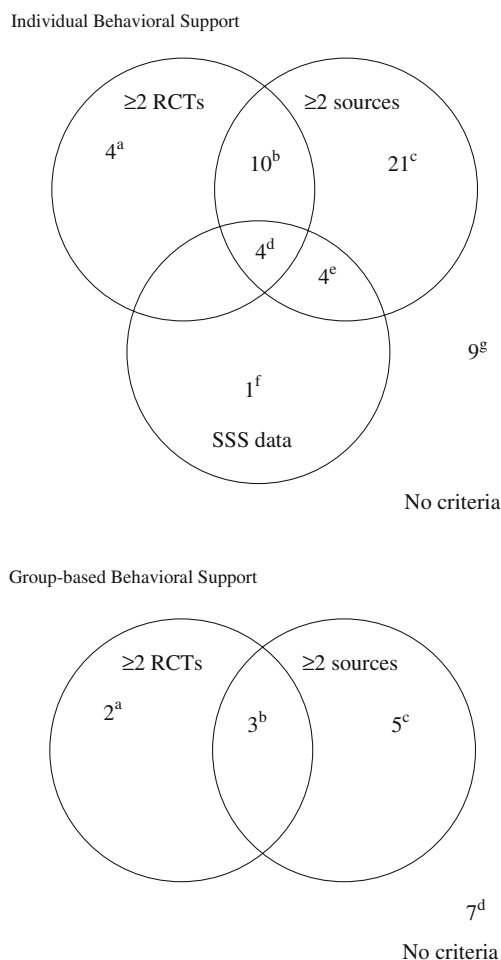 Individual Behavioral Support
≥2 RCTs ≥2 sources
4ᵃ 10ᵇ 21ᶜ
4ᵈ 4ᵉ
9ᵍ
1ᶠ
SSS data
No criteria
Group-based Behavioral Support
≥2 RCTs ≥2 sources
2ᵃ 3ᵇ 5ᶜ
7ᵈ
No criteria